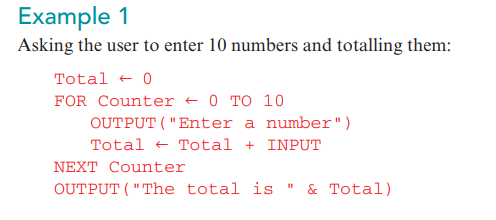 Example 1
Asking the user to enter 10 numbers and totalling them:
Total ← 0
FOR Counter ← 0 TO 10
OUTPUT("Enter a number")
Total ← Total + INPUT
NEXT Counter
OUTPUT("The total is " & Total)